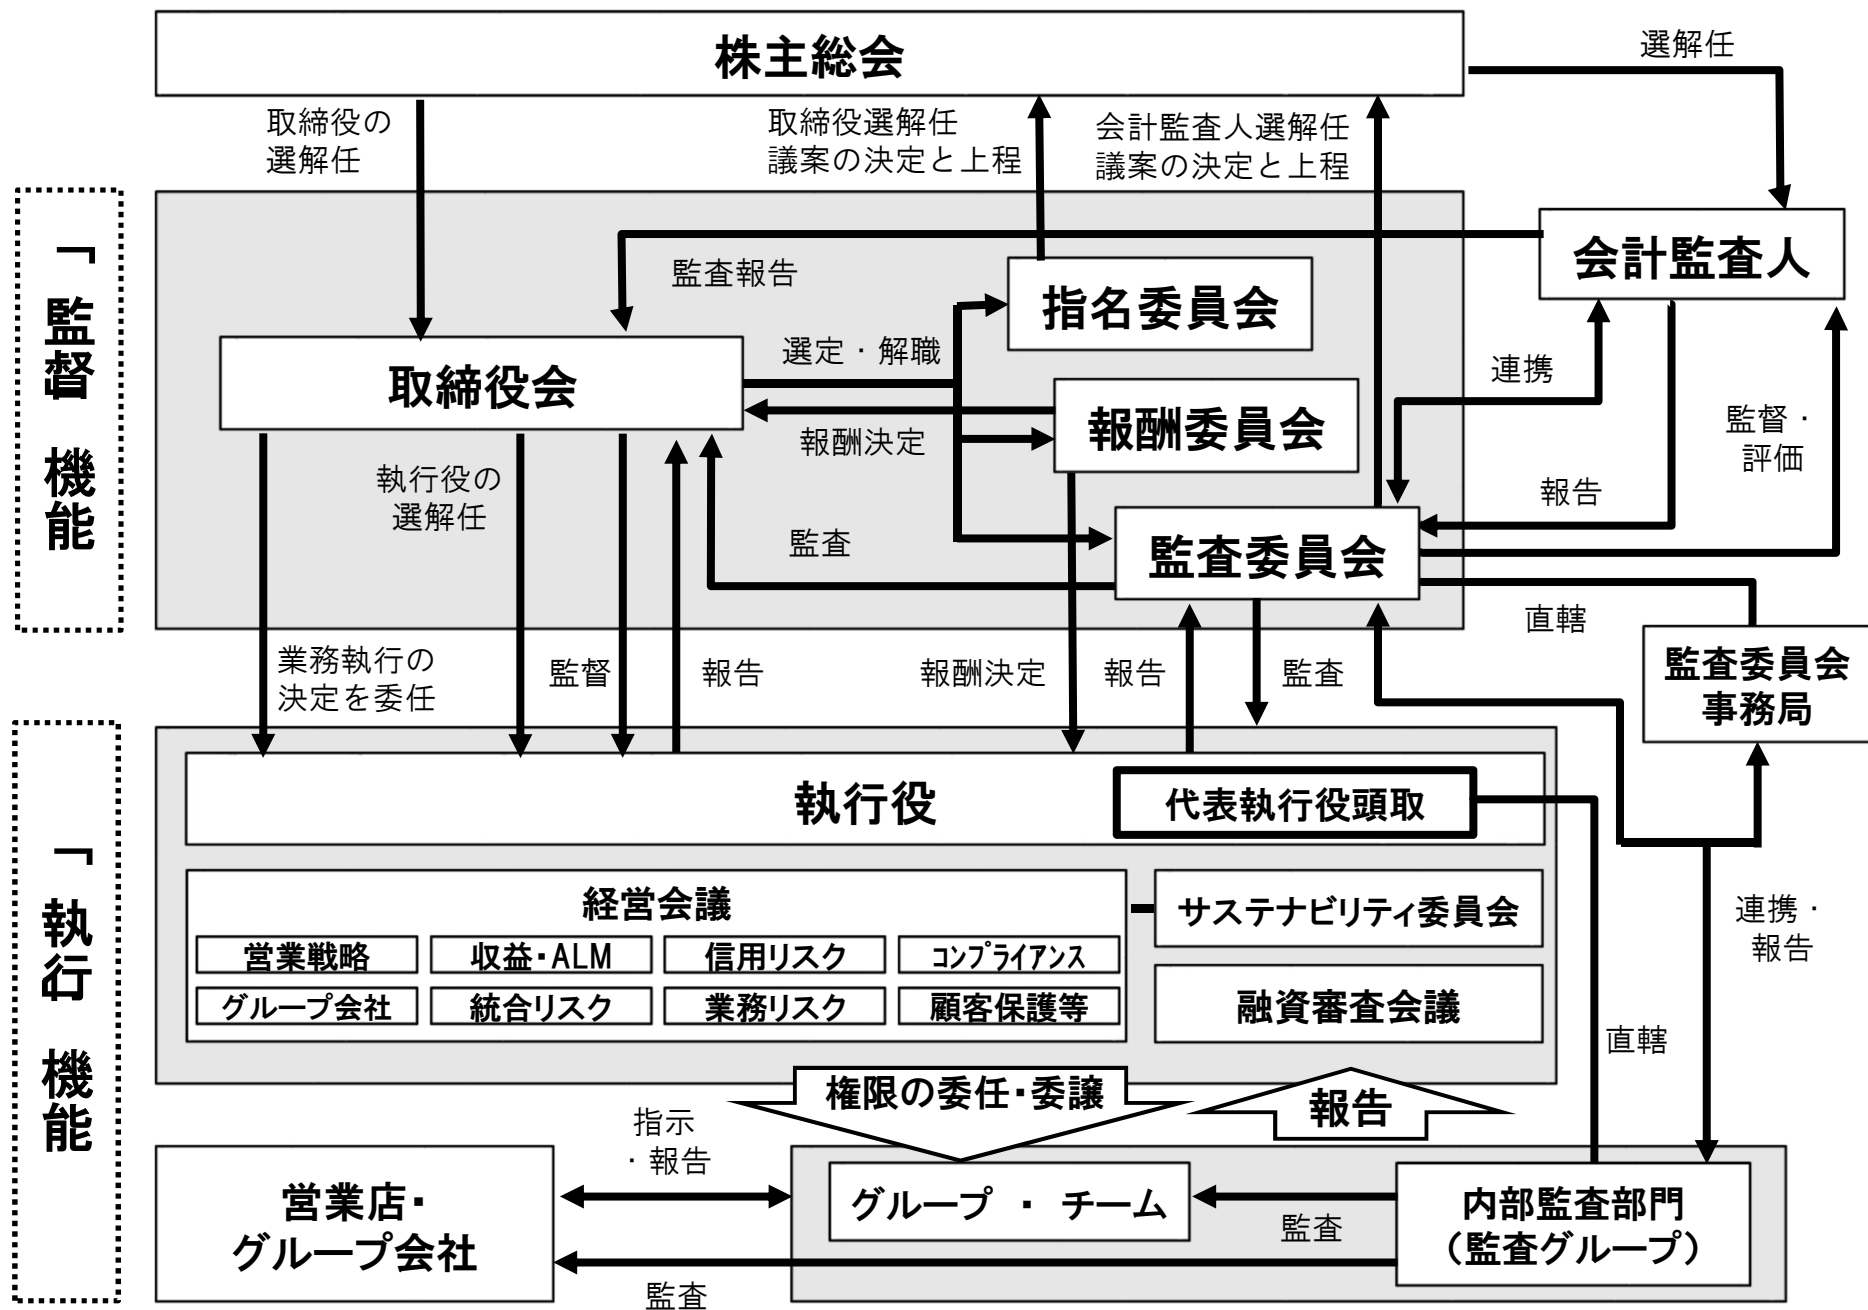 株主総会
選解任
取締役の
選解任
取締役選解任
議案の決定と上程
会計監査人選解任
議案の決定と上程
「監督」機能
会計監査人
監査報告
指名委員会
取締役会
選定・解職
連携
報酬委員会
報酬決定
監督・
評価
執行役の
選解任
報告
監査
監査委員会
直轄
業務執行の
決定を委任
監督
報告
報酬決定
報告
監査
監査委員会
事務局
「執行」機能
執行役
代表執行役頭取
経営会議
サステナビリティ委員会
営業戦略
収益・ALM
信用リスク
コンプライアンス
グループ会社
統合リスク
業務リスク
顧客保護等
融資審査会議
連携・
報告
直轄
権限の委任・委譲
報告
指示
・報告
営業店・
グループ会社
グループ ・ チーム
監査
内部監査部門
（監査グループ）
監査